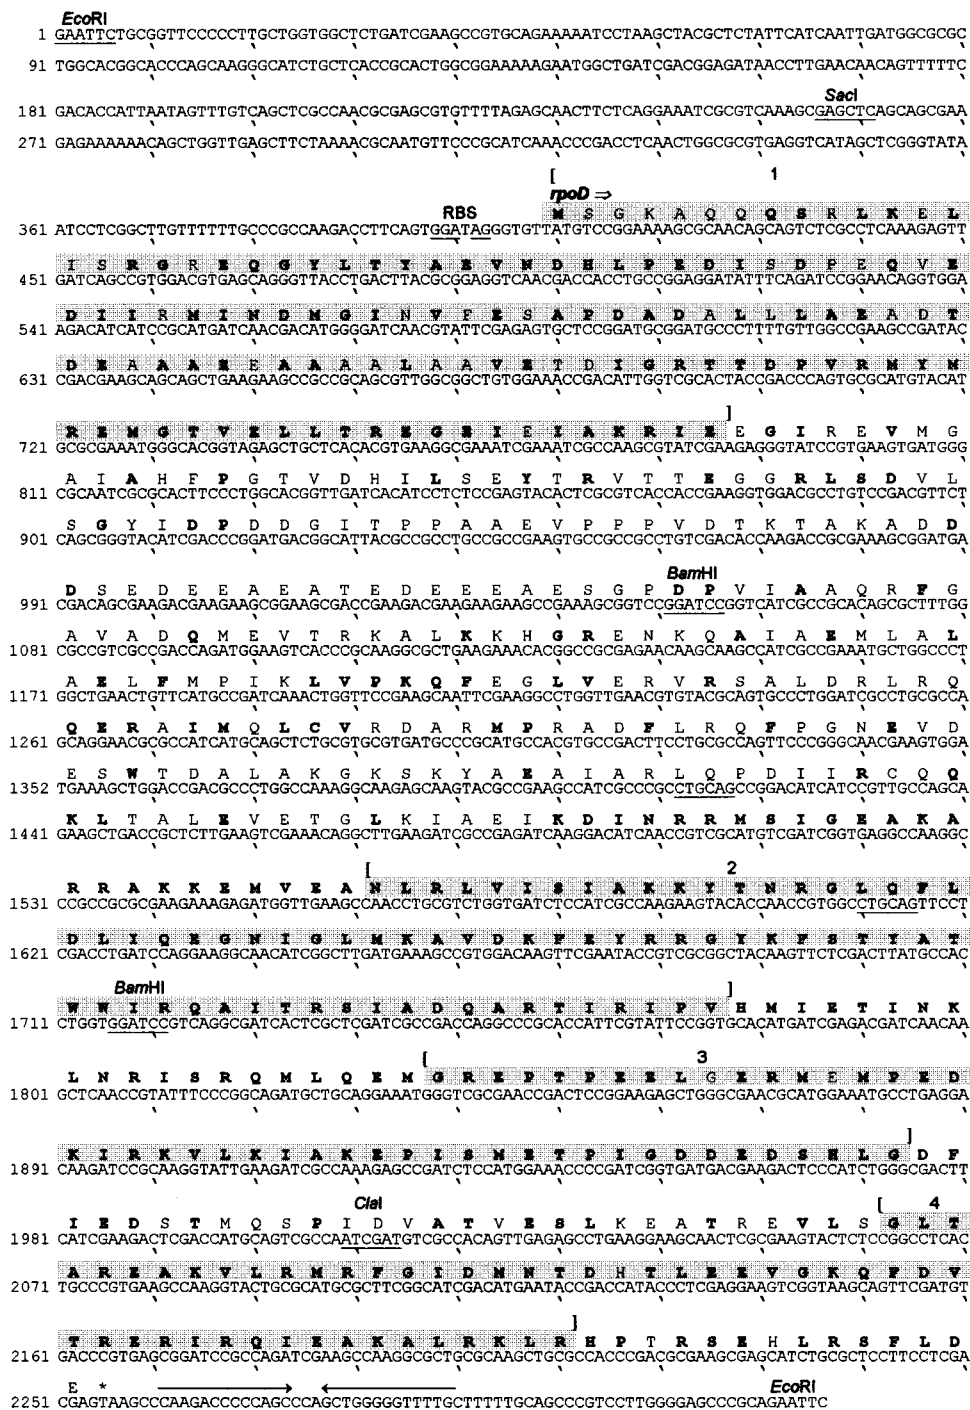 EcoRI
1 GAATTCTGCGGTTCCCCCTTGCTGGTGGCTCTGATCGAAGCCGTGCAGAAAAATCCTAAGCTACGCTCTATTCATCAATTGATGGCGCGC
91 TGGCACGGCACCCAGCAAGGGCATCTGCTCACCGCACTGGCGGAAAAAGAATGGCTGATCGACGGAGATAACCTTGAACAACAGTTTTTC
SacI
181 GACACCATTAATAGTTTGTCAGCTCGCCAACGCGAGCGTGTTTTAGAGCAACTTCTCAGGAAATCGCGTCAAAGCGAGCTCAGCAGCGAA
271 GAGAAAAAACAGCTGGTTGAGCTTCTAAAACGCAATGTTCCCGCATCAAACCCGACCTCAACTGGCGCGTGAGGTCATAGCTCGGGTATA
[ 1
RBS rpoD ⇒
M S G K A Q Q Q S R L K E L
361 ATCCTCGGCTTGTTTTTTGCCCGCCAAGACCTTCAGTGGATAGGGTGTTATGTCCGGAAAAGCGCAACAGCAGTCTCGCCTCAAAGAGTT
I S R G R E Q G Y L T Y A E V N D H L P E D I S D P E Q V E
451 GATCAGCCGTGGACGTGAGCAGGGTTACCTGACTTACGCGGAGGTCAACGACCACCTGCCGGAGGATATTTCAGATCCGGAACAGGTGGA
D I I R M I N D M G I N V F E S A P D A D A L L L A E A D T
541 AGACATCATCCGCATGATCAACGACATGGGGATCAACGTATTCGAGAGTGCTCCGGATGCGGATGCCCTTTTGTTGGCCGAAGCCGATAC
D E A A A E E A A A A L A A V E T D I G R T T D P V R M Y M
631 CGACGAAGCAGCAGCTGAAGAAGCCGCCGCAGCGTTGGCGGCTGTGGAAACCGACATTGGTCGCACTACCGACCCAGTGCGCATGTACAT
]
R E M G T V E L L T R E G E I E I A K R I E E G I R E V M G
721 GCGCGAAATGGGCACGGTAGAGCTGCTCACACGTGAAGGCGAAATCGAAATCGCCAAGCGTATCGAAGAGGGTATCCGTGAAGTGATGGG
A I A H F P G T V D H I L S E Y T R V T T E G G R L S D V L
811 CGCAATCGCGCACTTCCCTGGCACGGTTGATCACATCCTCTCCGAGTACACTCGCGTCACCACCGAAGGTGGACGCCTGTCCGACGTTCT
S G Y I D P D D G I T P P A A E V P P P V D T K T A K A D D
901 CAGCGGGTACATCGACCCGGATGACGGCATTACGCCGCCTGCCGCCGAAGTGCCGCCGCCTGTCGACACCAAGACCGCGAAAGCGGATGA
BamHI
D S E D E E A E A T E D E E E A E S G P D P V I A A Q R F G
991 CGACAGCGAAGACGAAGAAGCGGAAGCGACCGAAGACGAAGAAGAAGCCGAAAGCGGTCCGGATCCGGTCATCGCCGCACAGCGCTTTGG
A V A D Q M E V T R K A L K K H G R E N K Q A I A E M L A L
1081 CGCCGTCGCCGACCAGATGGAAGTCACCCGCAAGGCGCTGAAGAAACACGGCCGCGAGAACAAGCAAGCCATCGCCGAAATGCTGGCCCT
A E L F M P I K L V P K Q F E G L V E R V R S A L D R L R Q
1171 GGCTGAACTGTTCATGCCGATCAAACTGGTTCCGAAGCAATTCGAAGGCCTGGTTGAACGTGTACGCAGTGCCCTGGATCGCCTGCGCCA
Q E R A I M Q L C V R D A R M P R A D F L R Q F P G N E V D
1261 GCAGGAACGCGCCATCATGCAGCTCTGCGTGCGTGATGCCCGCATGCCACGTGCCGACTTCCTGCGCCAGTTCCCGGGCAACGAAGTGGA
E S W T D A L A K G K S K Y A E A I A R L Q P D I I R C Q Q
1352 TGAAAGCTGGACCGACGCCCTGGCCAAAGGCAAGAGCAAGTACGCCGAAGCCATCGCCCGCCTGCAGCCGGACATCATCCGTTGCCAGCA
K L T A L E V E T G L K I A E I K D I N R R M S I G E A K A
1441 GAAGCTGACCGCTCTTGAAGTCGAAACAGGCTTGAAGATCGCCGAGATCAAGGACATCAACCGTCGCATGTCGATCGGTGAGGCCAAGGC
[ 2
R R A K K E M V E A N L R L V I S I A K K Y T N R G L Q F L
1531 CCGCCGCGCGAAGAAAGAGATGGTTGAAGCCAACCTGCGTCTGGTGATCTCCATCGCCAAGAAGTACACCAACCGTGGCCTGCAGTTCCT
D L I Q E G N I G L M K A V D K F E Y R R G Y K F S T Y A T
1621 CGACCTGATCCAGGAAGGCAACATCGGCTTGATGAAAGCCGTGGACAAGTTCGAATACCGTCGCGGCTACAAGTTCTCGACTTATGCCAC
BamHI ]
W W I R Q A I T R S I A D Q A R T I R I P V H M I E T I N K
1711 CTGGTGGATCCGTCAGGCGATCACTCGCTCGATCGCCGACCAGGCCCGCACCATTCGTATTCCGGTGCACATGATCGAGACGATCAACAA
[ 3
L N R I S R Q M L Q E M G R E P T P E E L G E R M E M P E D
1801 GCTCAACCGTATTTCCCGGCAGATGCTGCAGGAAATGGGTCGCGAACCGACTCCGGAAGAGCTGGGCGAACGCATGGAAATGCCTGAGGA
]
K I R K V L K I A K E P I S M E T P I G D D E D S H L G D F
1891 CAAGATCCGCAAGGTATTGAAGATCGCCAAAGAGCCGATCTCCATGGAAACCCCGATCGGTGATGACGAAGACTCCCATCTGGGCGACTT
ClaI [ 4
I E D S T M Q S P I D V A T V E S L K E A T R E V L S G L T
1981 CATCGAAGACTCGACCATGCAGTCGCCAATCGATGTCGCCACAGTTGAGAGCCTGAAGGAAGCAACTCGCGAAGTACTCTCCGGCCTCAC
A R E A K V L R M R F G I D M N T D H T L E E V G K Q F D V
2071 TGCCCGTGAAGCCAAGGTACTGCGCATGCGCTTCGGCATCGACATGAATACCGACCATACCCTCGAGGAAGTCGGTAAGCAGTTCGATGT
]
T R E R I R Q I E A K A L R K L R H P T R S E H L R S F L D
2161 GACCCGTGAGCGGATCCGCCAGATCGAAGCCAAGGCGCTGCGCAAGCTGCGCCACCCGACGCGAAGCGAGCATCTGCGCTCCTTCCTCGA
E * EcoRI
2251 CGAGTAAGCCCAAGACCCCCAGCCCAGCTGGGGGTTTTGCTTTTTGCAGCCCGTCCTTGGGGAGCCCGCAGAATTC